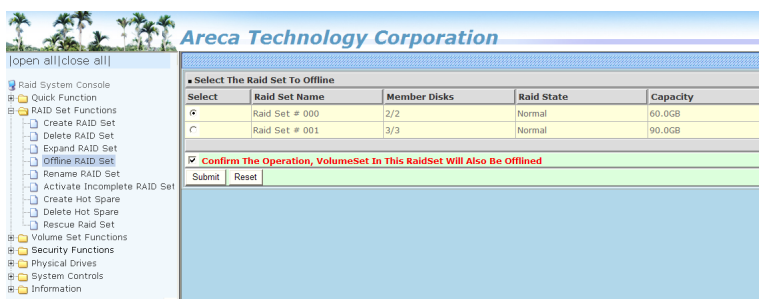 Areca Technology Corporation
|open all|close all|
Raid System Console
Quick Function
RAID Set Functions
Create RAID Set
Delete RAID Set
Expand RAID Set
Offline RAID Set
Rename RAID Set
Activate Incomplete RAID Set
Create Hot Spare
Delete Hot Spare
Rescue Raid Set
Volume Set Functions
Security Functions
Physical Drives
System Controls
Information
Select The Raid Set To Offline
Select Raid Set Name Member Disks Raid State Capacity
Raid Set # 000 2/2 Normal 60.0GB
Raid Set # 001 3/3 Normal 90.0GB
Confirm The Operation, VolumeSet In This RaidSet Will Also Be Offlined
Submit Reset